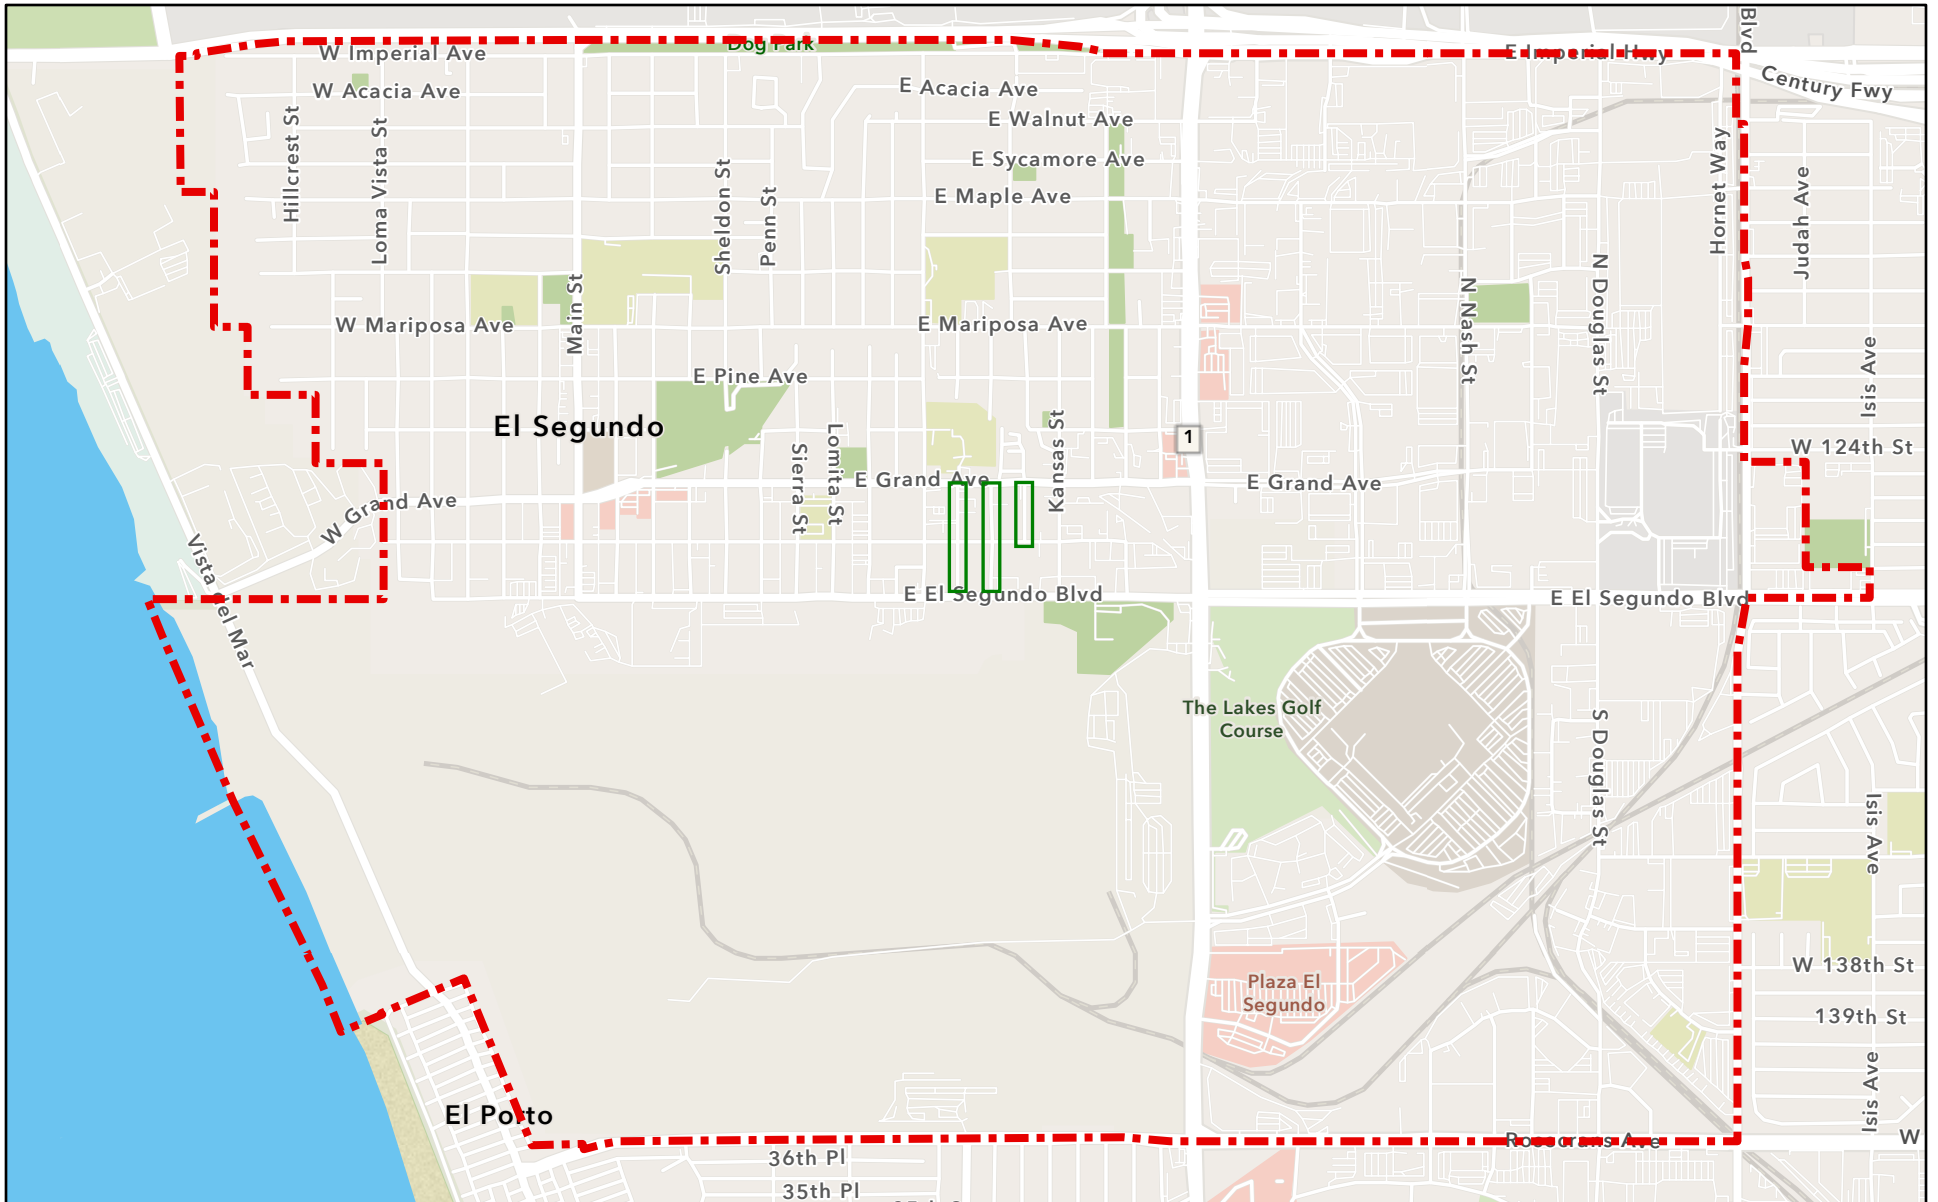 Blvd
Dog Park
W Imperial Ave
E Imperial Hwy
Century Fwy
W Acacia Ave
E Acacia Ave
E Walnut Ave
E Sycamore Ave
E Maple Ave
Hillcrest St
Loma Vista St
Sheldon St
Penn St
Hornet Way
Judah Ave
Main St
N Nash St
N Douglas St
W Mariposa Ave
E Mariposa Ave
Isis Ave
E Pine Ave
El Segundo
Kansas St
1
W 124th St
Sierra St
Lomita St
E Grand Ave
E Grand Ave
W Grand Ave
Vista del Mar
E El Segundo Blvd
E El Segundo Blvd
The Lakes Golf
Course
S Douglas St
Isis Ave
W 138th St
Plaza El
Segundo
139th St
Isis Ave
El Porto
Rosecrans Ave
W
36th Pl
35th Pl